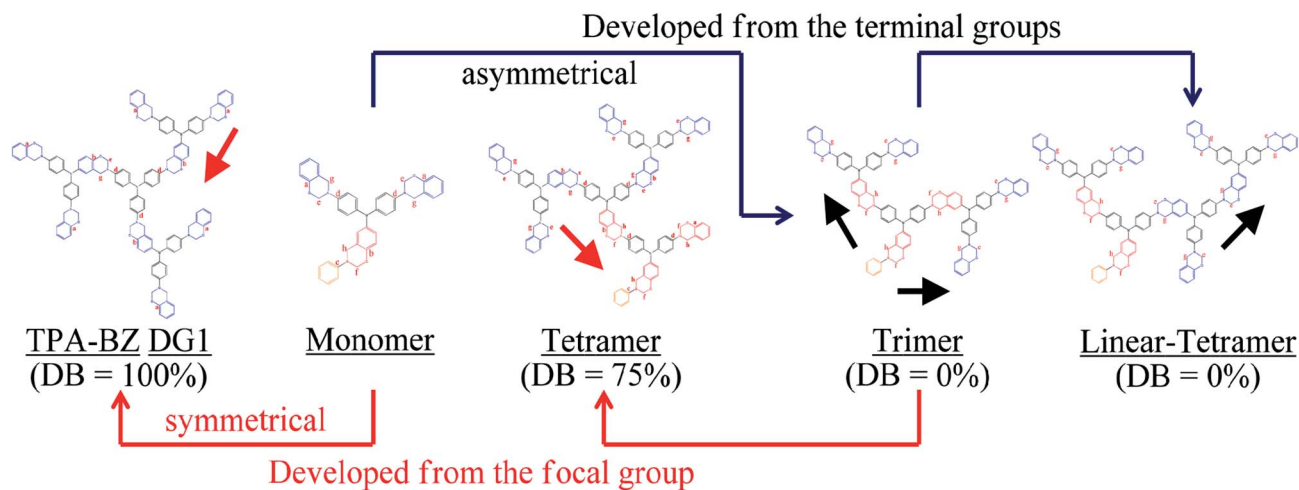 Developed from the terminal groups
asymmetrical
TPA-BZ DG1
(DB = 100%)
Monomer
Tetramer
(DB = 75%)
Trimer
(DB = 0%)
Linear-Tetramer
(DB = 0%)
symmetrical
Developed from the focal group